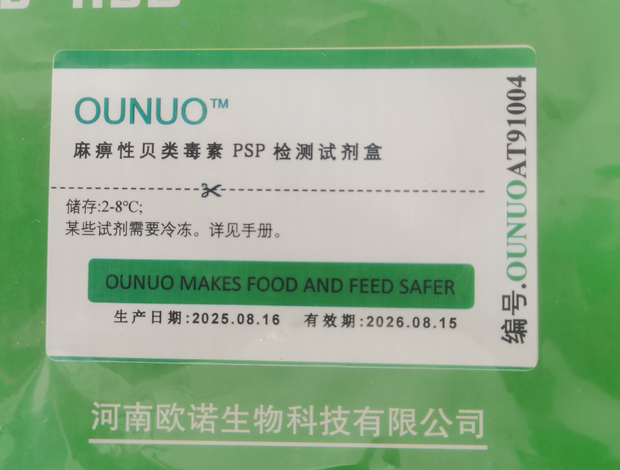 OUNUO™
麻痹性贝类毒素 PSP 检测试剂盒
储存:2-8℃;
某些试剂需要冷冻。详见手册。
OUNUO MAKES FOOD AND FEED SAFER
生产日期:2025.08.16 有效期:2026.08.15
编号.OUNUOAT91004
河南欧诺生物科技有限公司